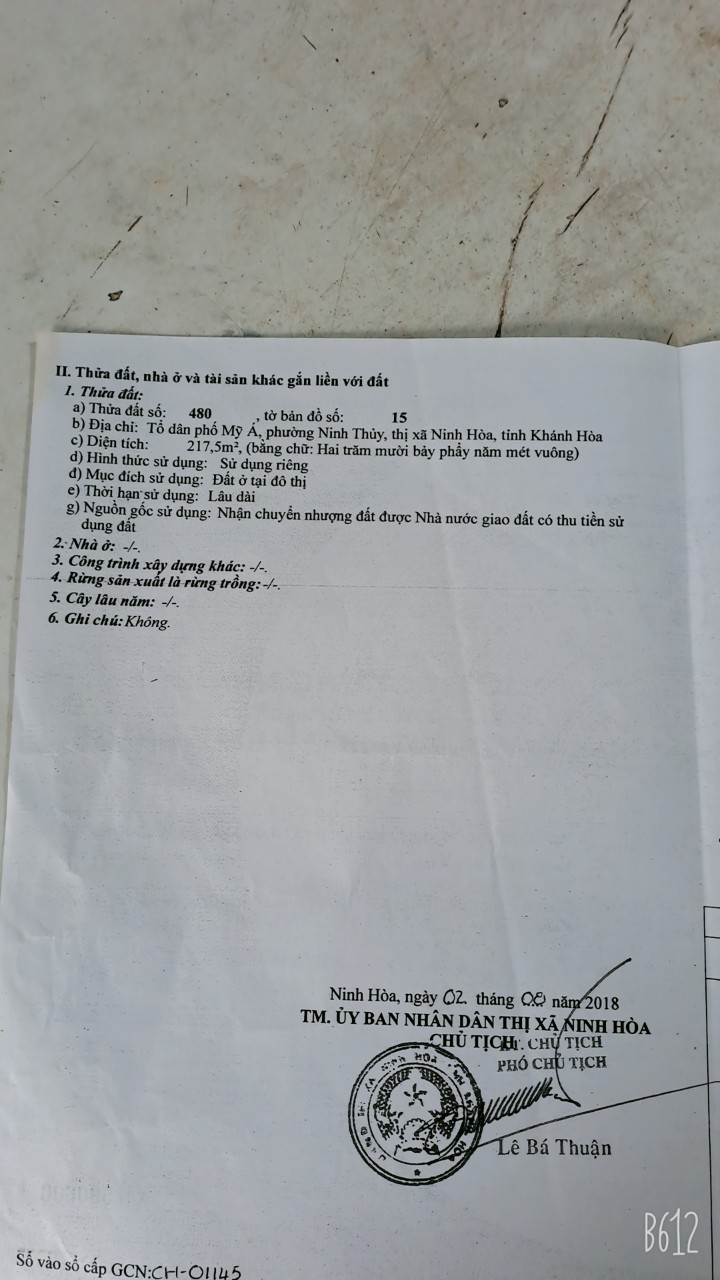 II. Thửa đất, nhà ở và tài sản khác gắn liền với đất
1. Thửa đất:
a) Thửa đất số: 480 , tờ bản đồ số: 15
b) Địa chỉ: Tổ dân phố Mỹ Á, phường Ninh Thủy, thị xã Ninh Hòa, tỉnh Khánh Hòa
c) Diện tích: 217,5m², (bằng chữ: Hai trăm mười bảy phẩy năm mét vuông)
d) Hình thức sử dụng: Sử dụng riêng
đ) Mục đích sử dụng: Đất ở tại đô thị
e) Thời hạn sử dụng: Lâu dài
g) Nguồn gốc sử dụng: Nhận chuyển nhượng đất được Nhà nước giao đất có thu tiền sử
dụng đất
2. Nhà ở: -/-.
3. Công trình xây dựng khác: -/-.
4. Rừng sản xuất là rừng trồng: -/-.
5. Cây lâu năm: -/-.
6. Ghi chú: Không.
Ninh Hòa, ngày 02 tháng 08 năm 2018
TM. ỦY BAN NHÂN DÂN THỊ XÃ NINH HÒA
CHỦ TỊCH
KT. CHỦ TỊCH
PHÓ CHỦ TỊCH
Lê Bá Thuận
Số vào sổ cấp GCN: CH-01145
B612